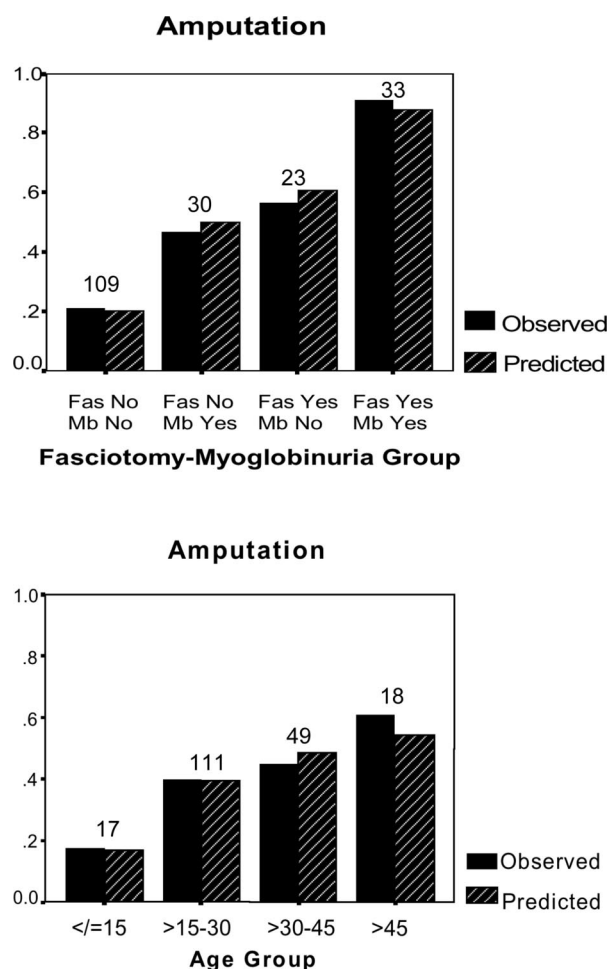 Amputation
1.0
.8
.6
.4
.2
0.0
109
30
23
33
Observed
Predicted
Fas No Fas No Fas Yes Fas Yes
Mb No Mb Yes Mb No Mb Yes
Fasciotomy-Myoglobinuria Group
Amputation
1.0
.8
.6
.4
.2
0.0
17
111
49
18
Observed
Predicted
</=15 >15-30 >30-45 >45
Age Group